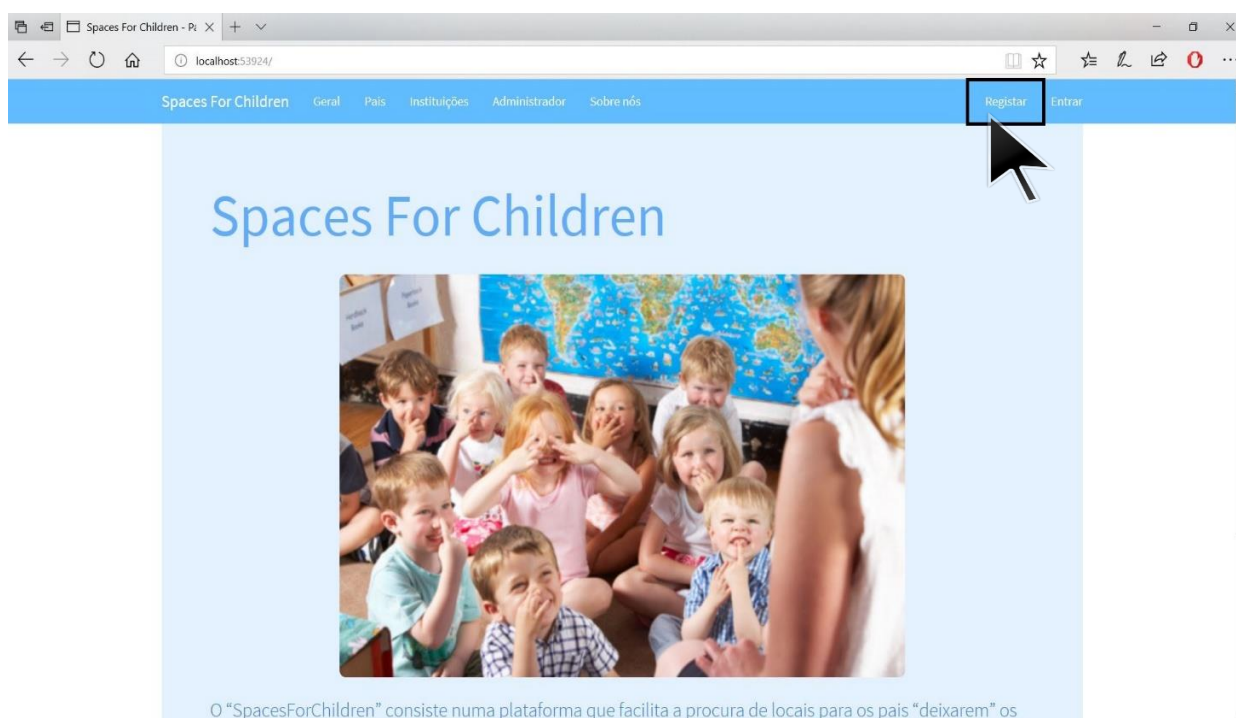 Spaces For Children - Pa
localhost:53924/
Spaces For Children Geral Pais Instituições Administrador Sobre nós Registar Entrar
Spaces For Children
O “SpacesForChildren” consiste numa plataforma que facilita a procura de locais para os pais “deixarem” os